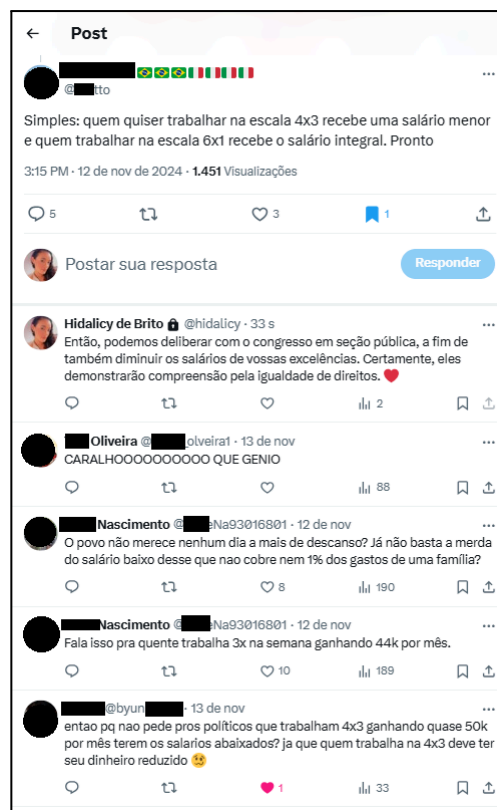 Post
@ tto
Simples: quem quiser trabalhar na escala 4x3 recebe uma salário menor
e quem trabalhar na escala 6x1 recebe o salário integral. Pronto
3:15 PM · 12 de nov de 2024 · 1.451 Visualizações
5 3 1
Postar sua resposta Responder
Hidalicy de Brito @hidalicy · 33 s
Então, podemos deliberar com o congresso em seção pública, a fim de
também diminuir os salários de vossas excelências. Certamente, eles
demonstrarão compreensão pela igualdade de direitos. ❤️
2
Oliveira @ _olveira1 · 13 de nov
CARALHOOOOOOOOOO QUE GENIO
88
Nascimento @ eNa93016801 · 12 de nov
O povo não merece nenhum dia a mais de descanso? Já não basta a merda
do salário baixo desse que nao cobre nem 1% dos gastos de uma família?
8 190
Nascimento @ eNa93016801 · 12 de nov
Fala isso pra quente trabalha 3x na semana ganhando 44k por mês.
10 189
@byun · 13 de nov
entao pq nao pede pros políticos que trabalham 4x3 ganhando quase 50k
por mês terem os salarios abaixados? ja que quem trabalha na 4x3 deve ter
seu dinheiro reduzido 🤨
1 33